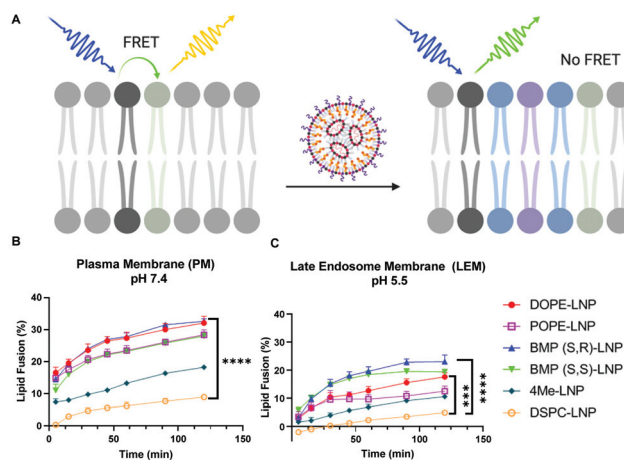 A
FRET
No FRET
B
Plasma Membrane (PM)
pH 7.4
Lipid Fusion (%)
40
30
20
10
0
****
0
50
100
150
Time (min)
C
Late Endosome Membrane (LEM)
pH 5.5
Lipid Fusion (%)
40
30
20
10
0
***
****
50
100
150
Time (min)
DOPE-LNP
POPE-LNP
BMP (S,R)-LNP
BMP (S,S)-LNP
4Me-LNP
DSPC-LNP